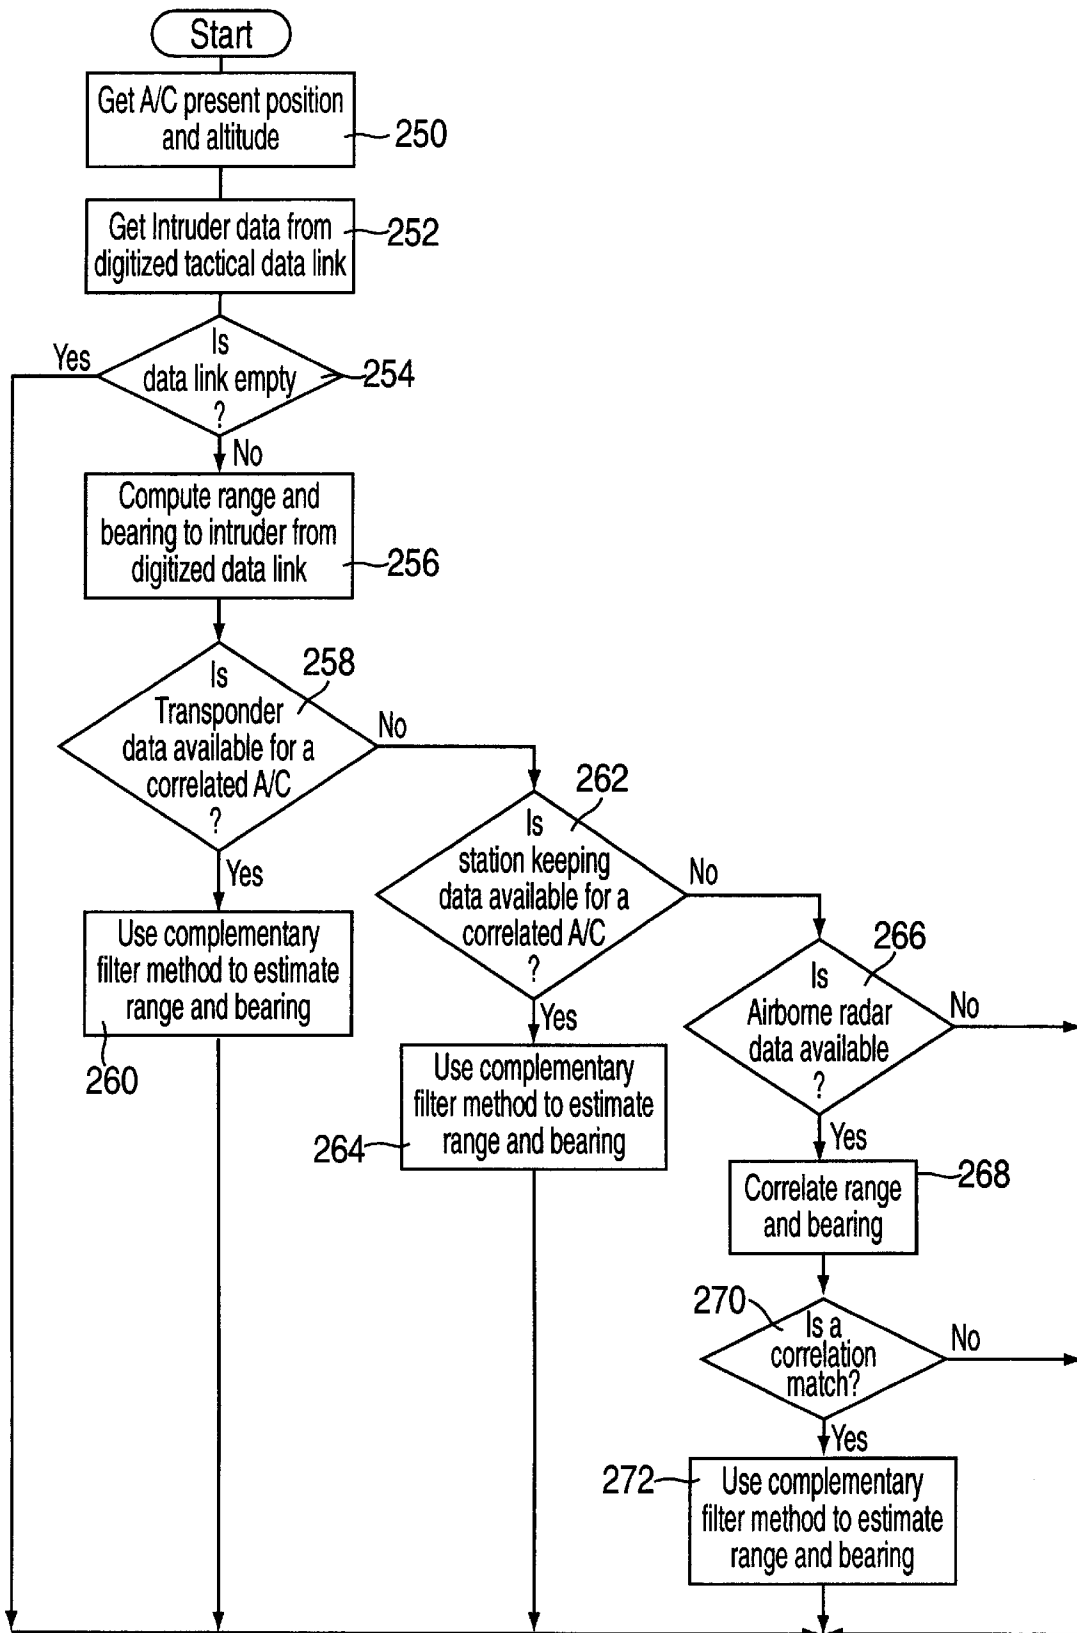 Start
Get A/C present position
and altitude
250
Get Intruder data from
digitized tactical data link
252
Yes
Is
data link empty
?
254
No
Compute range and
bearing to intruder from
digitized data link
256
258
Is
Transponder
data available for a
correlated A/C
?
No
Yes
262
Is
station keeping
data available for a
correlated A/C
?
No
Yes
Use complementary
filter method to estimate
range and bearing
260
266
Is
Airborne radar
data available
?
No
Yes
Use complementary
filter method to estimate
range and bearing
264
Correlate range
and bearing
268
270
Is a
correlation
match?
No
Yes
272
Use complementary
filter method to estimate
range and bearing